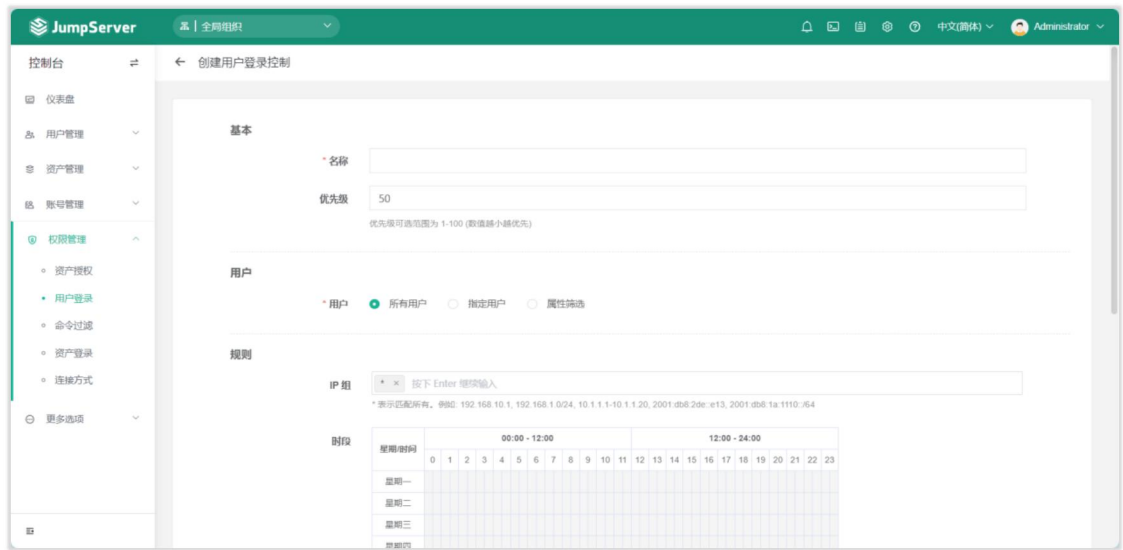 JumpServer
全局组织
中文(简体)
Administrator
控制台
创建用户登录控制
仪表盘
用户管理
资产管理
账号管理
权限管理
资产授权
用户登录
命令过滤
资产登录
连接方式
更多选项
基本
* 名称
优先级 50
优先级可选范围为 1-100 (数值越小越优先)
用户
* 用户 所有用户 指定用户 属性筛选
规则
IP 组 * × 按下 Enter 继续输入
* 表示匹配所有。例如: 192.168.10.1, 192.168.1.0/24, 10.1.1.1-10.1.1.20, 2001:db8:2de::e13, 2001:db8:1a:1110::/64
时段
星期/时间 00:00 - 12:00 12:00 - 24:00
0 1 2 3 4 5 6 7 8 9 10 11 12 13 14 15 16 17 18 19 20 21 22 23
星期一
星期二
星期三
星期四